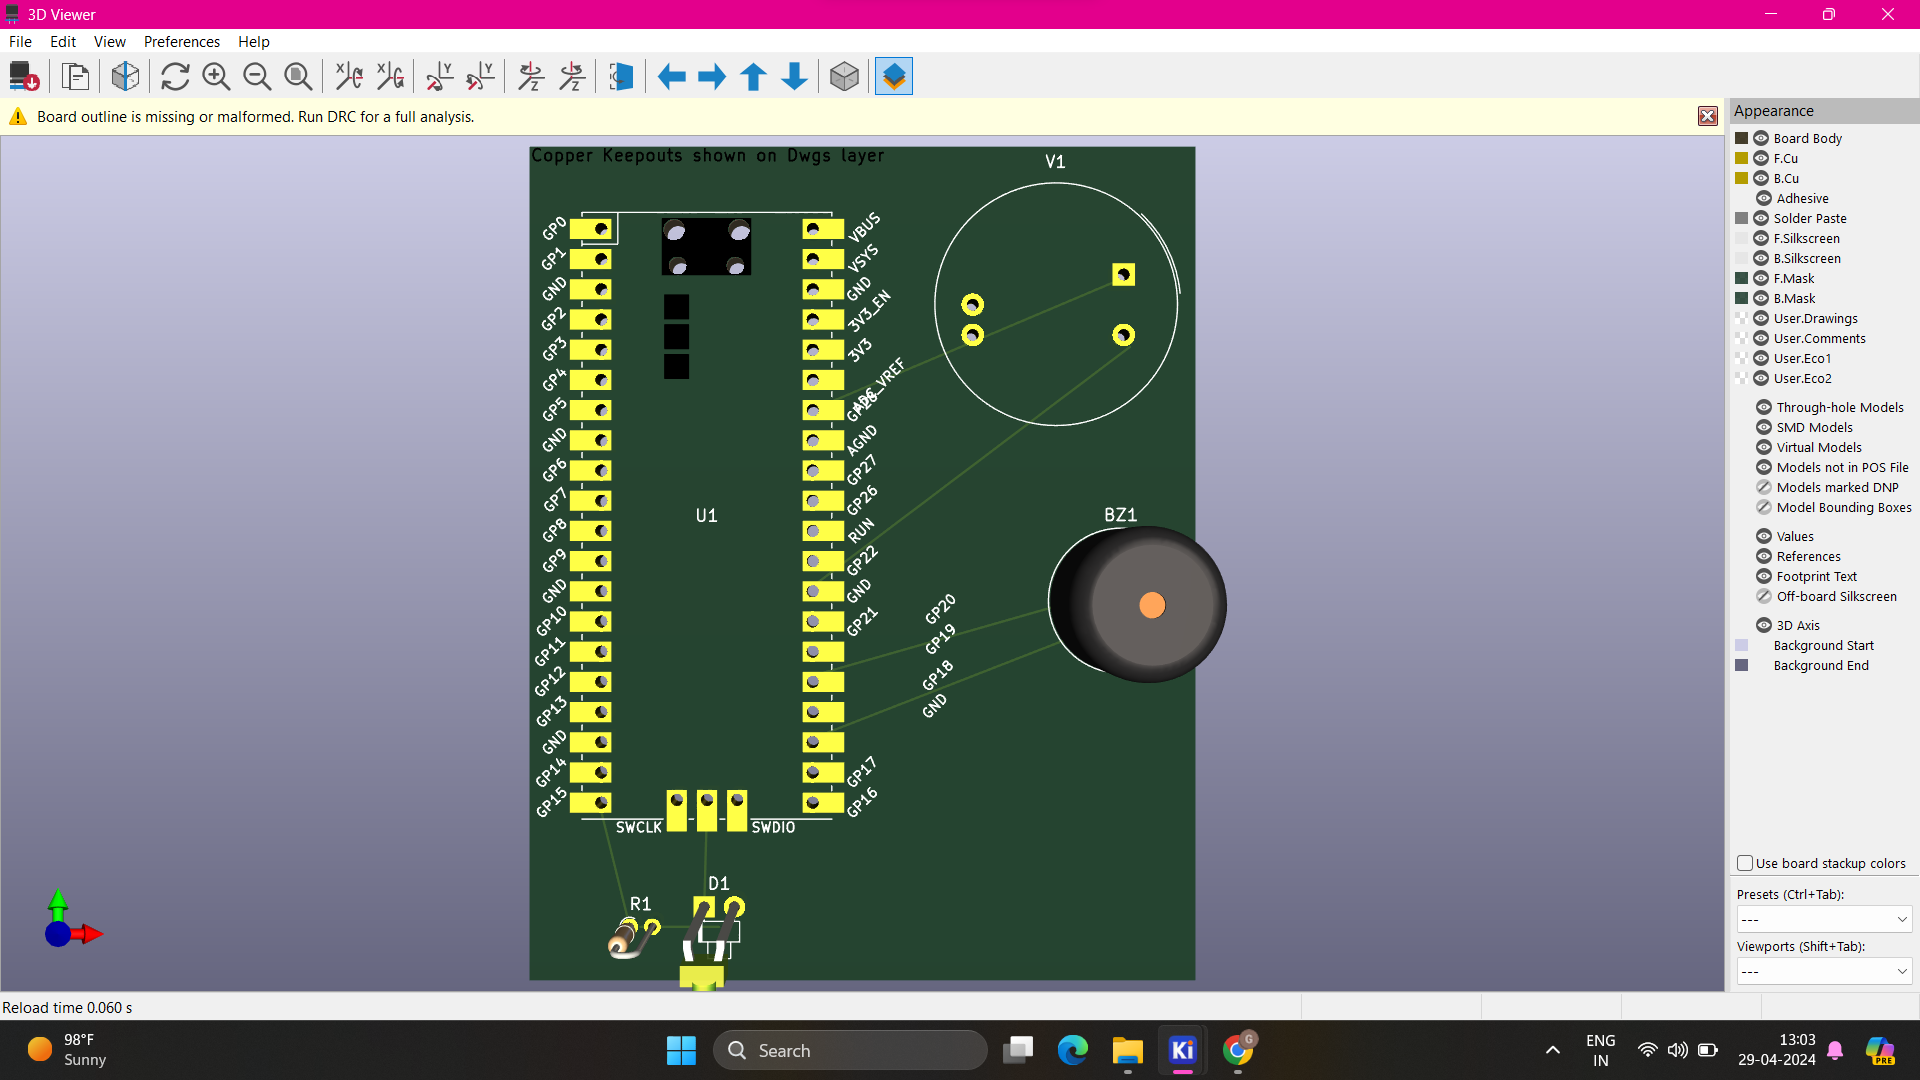 3D Viewer
File Edit View Preferences Help
Board outline is missing or malformed. Run DRC for a full analysis.
Copper Keepouts shown on Dwgs layer
V1
GP0
GP1
GND
GP2
GP3
GP4
GP5
GND
GP6
GP7
GP8
GP9
GND
GP10
GP11
GP12
GP13
GND
GP14
GP15
VBUS
VSYS
GND
3V3_EN
3V3
ADC_VREF
GP28
AGND
GP27
GP26
RUN
GP22
GND
GP21
GP20
GP19
GP18
GND
GP17
GP16
U1
BZ1
SWCLK
SWDIO
D1
R1
Appearance
Board Body
F.Cu
B.Cu
Adhesive
Solder Paste
F.Silkscreen
B.Silkscreen
F.Mask
B.Mask
User.Drawings
User.Comments
User.Eco1
User.Eco2
Through-hole Models
SMD Models
Virtual Models
Models not in POS File
Models marked DNP
Model Bounding Boxes
Values
References
Footprint Text
Off-board Silkscreen
3D Axis
Background Start
Background End
Use board stackup colors
Presets (Ctrl+Tab):
---
Viewports (Shift+Tab):
---
Reload time 0.060 s
98°F
Sunny
Search
Ki
G
ENG
IN
13:03
29-04-2024
PRE